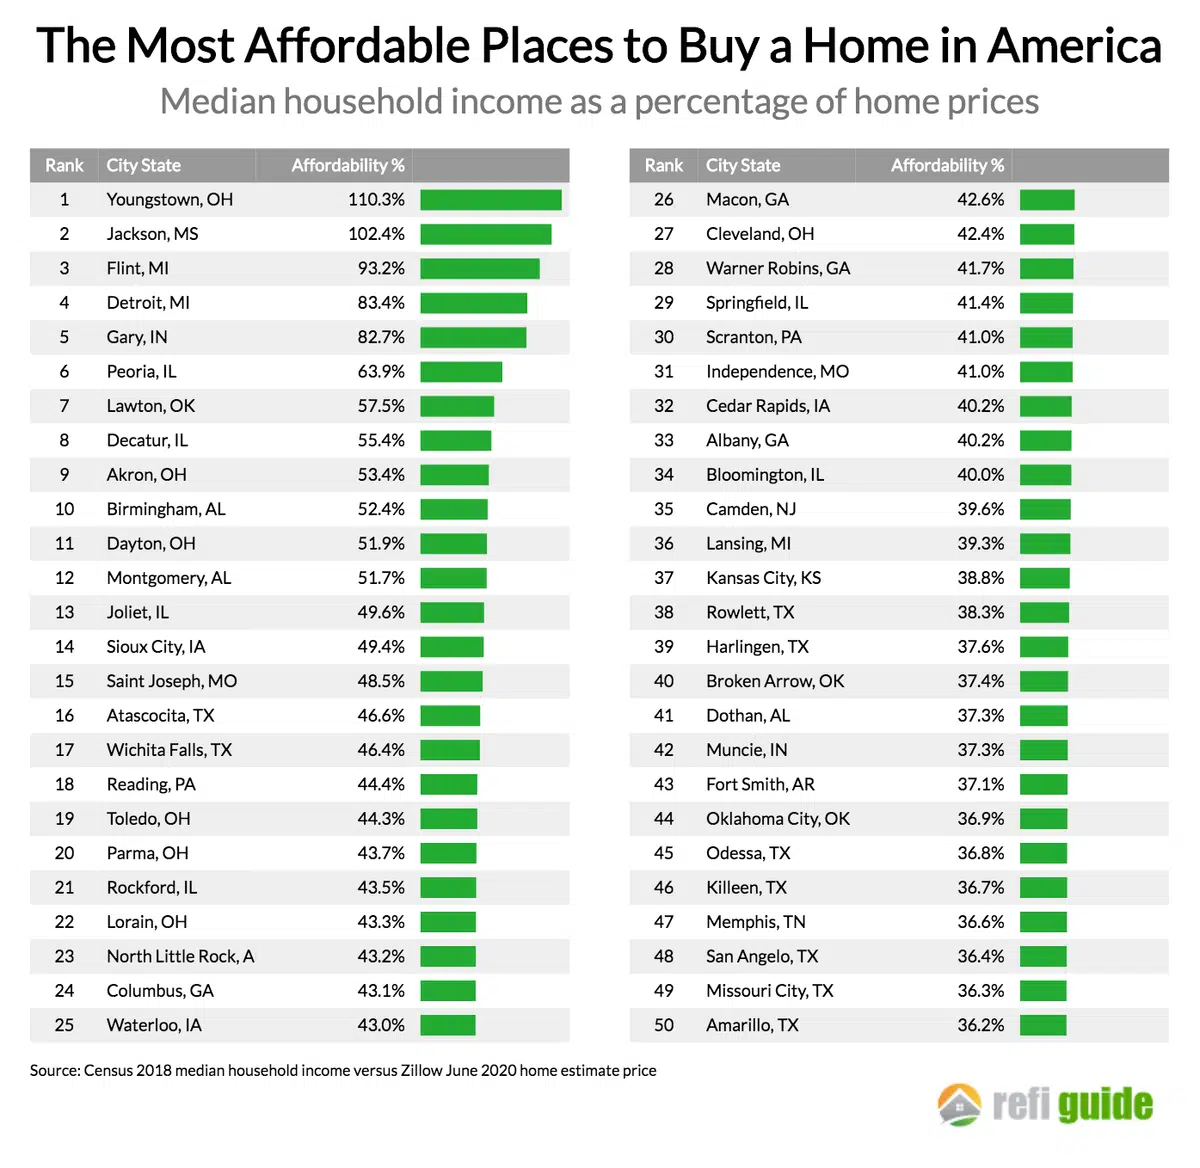 The Most Affordable Places to Buy a Home in America
Median household income as a percentage of home prices
Rank City State Affordability %
1 Youngstown, OH 110.3%
2 Jackson, MS 102.4%
3 Flint, MI 93.2%
4 Detroit, MI 83.4%
5 Gary, IN 82.7%
6 Peoria, IL 63.9%
7 Lawton, OK 57.5%
8 Decatur, IL 55.4%
9 Akron, OH 53.4%
10 Birmingham, AL 52.4%
11 Dayton, OH 51.9%
12 Montgomery, AL 51.7%
13 Joliet, IL 49.6%
14 Sioux City, IA 49.4%
15 Saint Joseph, MO 48.5%
16 Atascocita, TX 46.6%
17 Wichita Falls, TX 46.4%
18 Reading, PA 44.4%
19 Toledo, OH 44.3%
20 Parma, OH 43.7%
21 Rockford, IL 43.5%
22 Lorain, OH 43.3%
23 North Little Rock, A 43.2%
24 Columbus, GA 43.1%
25 Waterloo, IA 43.0%
Rank City State Affordability %
26 Macon, GA 42.6%
27 Cleveland, OH 42.4%
28 Warner Robins, GA 41.7%
29 Springfield, IL 41.4%
30 Scranton, PA 41.0%
31 Independence, MO 41.0%
32 Cedar Rapids, IA 40.2%
33 Albany, GA 40.2%
34 Bloomington, IL 40.0%
35 Camden, NJ 39.6%
36 Lansing, MI 39.3%
37 Kansas City, KS 38.8%
38 Rowlett, TX 38.3%
39 Harlingen, TX 37.6%
40 Broken Arrow, OK 37.4%
41 Dothan, AL 37.3%
42 Muncie, IN 37.3%
43 Fort Smith, AR 37.1%
44 Oklahoma City, OK 36.9%
45 Odessa, TX 36.8%
46 Killeen, TX 36.7%
47 Memphis, TN 36.6%
48 San Angelo, TX 36.4%
49 Missouri City, TX 36.3%
50 Amarillo, TX 36.2%
Source: Census 2018 median household income versus Zillow June 2020 home estimate price
refi guide